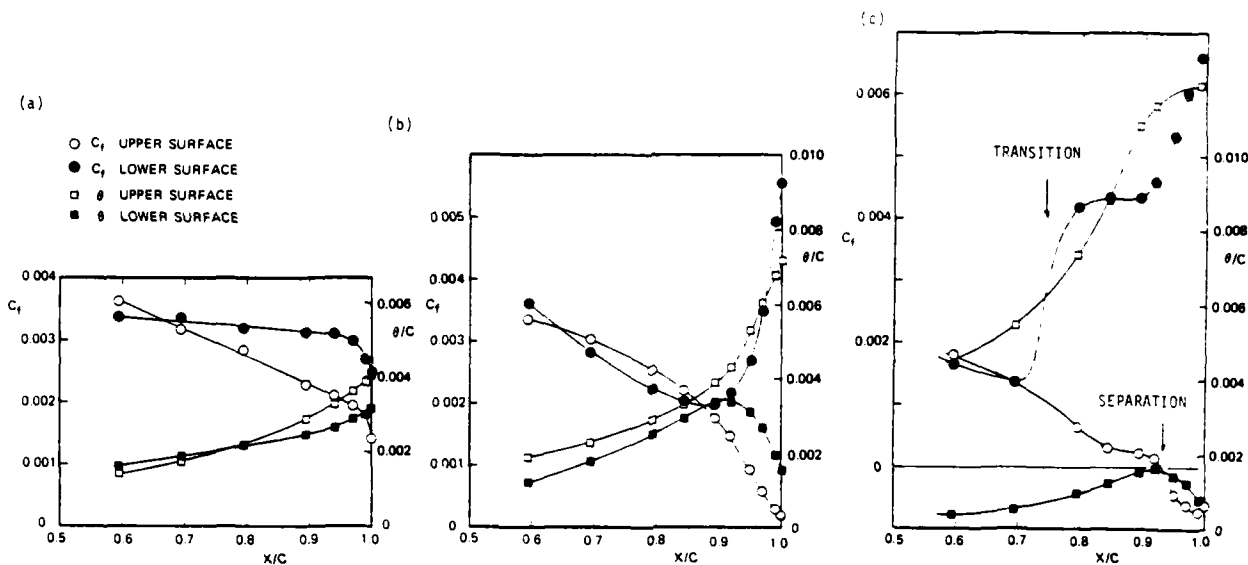 (a)
○ Cf UPPER SURFACE
● Cf LOWER SURFACE
□ θ UPPER SURFACE
■ θ LOWER SURFACE
0.004
Cf
0.003
0.002
0.001
0
0.006
θ/C
0.004
0.002
0
0.5 0.6 0.7 0.8 0.9 1.0
X/C
(b)
0.005
0.004
Cf
0.003
0.002
0.001
0
0.010
0.008
θ/C
0.006
0.004
0.002
0
0.5 0.6 0.7 0.8 0.9 1.0
X/C
(c)
0.006
Cf
0.004
0.002
0
TRANSITION
SEPARATION
0.010
0.008
θ/C
0.006
0.004
0.002
0
0.5 0.6 0.7 0.8 0.9 1.0
X/C